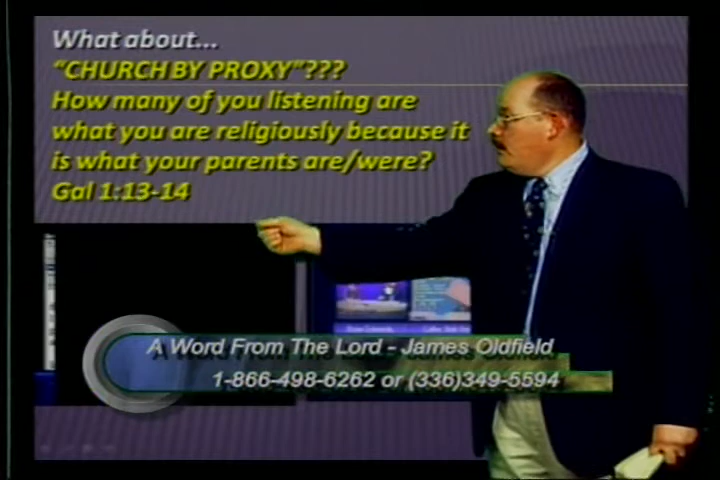 What about...
"CHURCH BY PROXY"???
How many of you listening are
what you are religiously because it
is what your parents are/were?
Gal 1:13-14
A Word From The Lord - James Oldfield
1-866-498-6262 or (336)349-5594